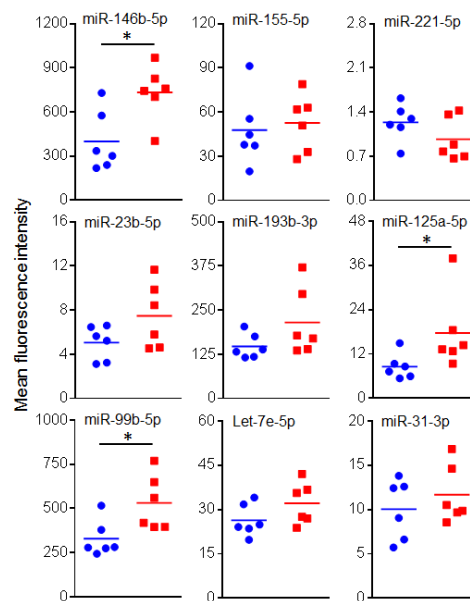 miR-146b-5p miR-155-5p miR-221-5p
* 
1200 120 2.8
900 90 2.1
600 60 1.4
300 30 0.7
0 0 0.0
Mean fluorescence intensity
miR-23b-5p miR-193b-3p miR-125a-5p
*
16 500 48
12 375 36
8 250 24
4 125 12
0 0 0
miR-99b-5p Let-7e-5p miR-31-3p
*
1000 60 20
750 45 15
500 30 10
250 15 5
0 0 0